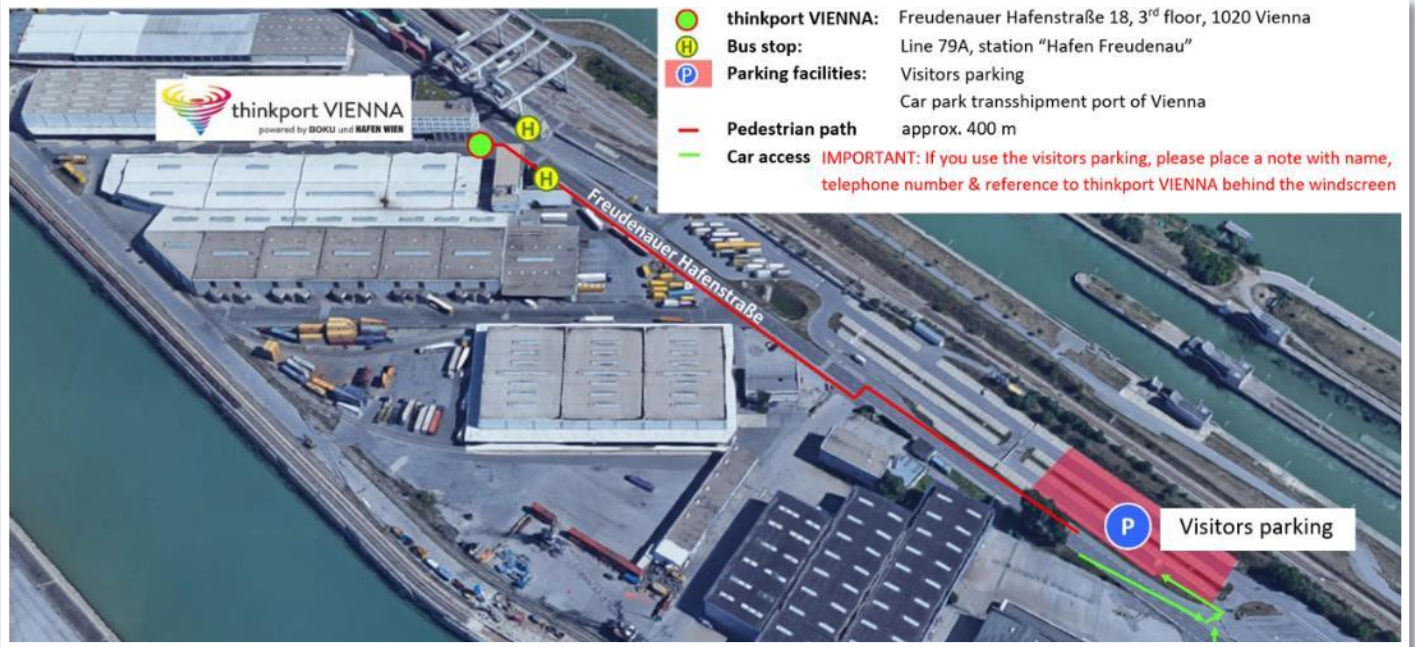 thinkport VIENNA: Freudenauer Hafenstraße 18, 3rd floor, 1020 Vienna
H Bus stop: Line 79A, station “Hafen Freudenau”
P Parking facilities: Visitors parking
Car park transshipment port of Vienna
Pedestrian path approx. 400 m
Car access IMPORTANT: If you use the visitors parking, please place a note with name,
telephone number & reference to thinkport VIENNA behind the windscreen
thinkport VIENNA
powered by BOKU und HAFEN WIEN
H
H
Freudenauer Hafenstraße
P Visitors parking